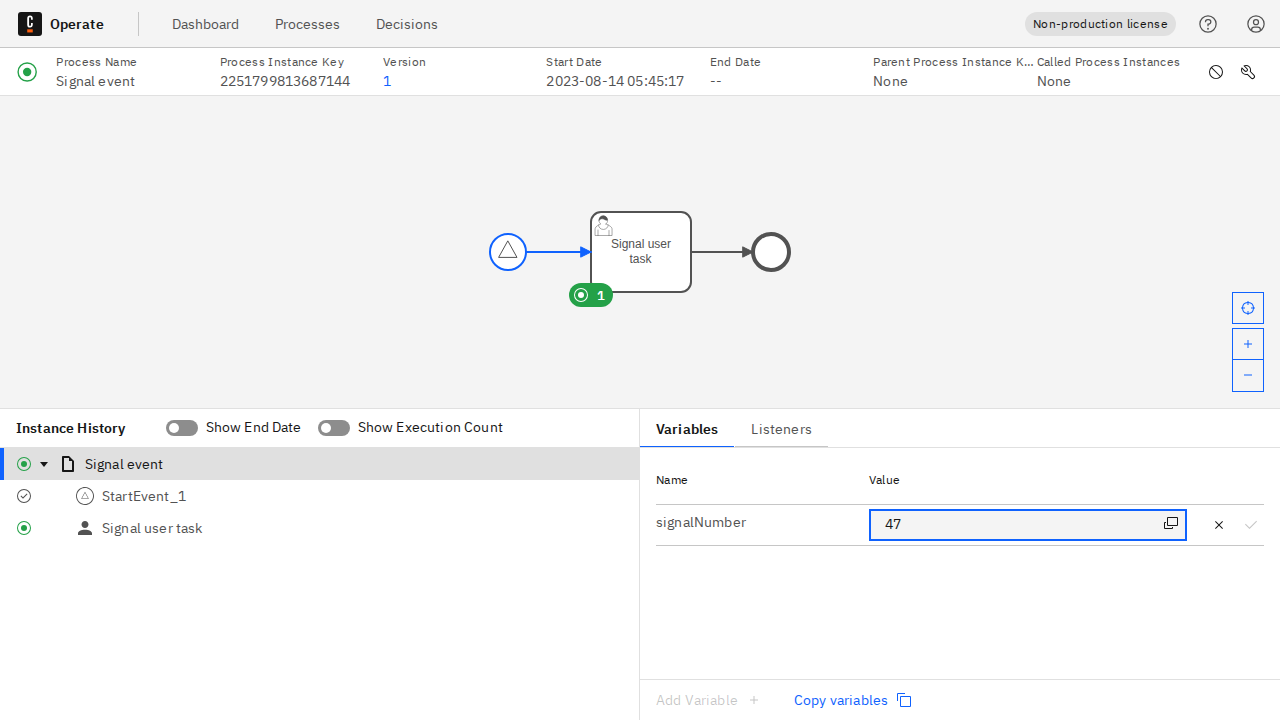 Operate
Dashboard
Processes
Decisions
Non-production license
Process Name
Signal event
Process Instance Key
2251799813687144
Version
1
Start Date
2023-08-14 05:45:17
End Date
--
Parent Process Instance K...
None
Called Process Instances
None
Signal user
task
1
Instance History
Show End Date
Show Execution Count
Signal event
StartEvent_1
Signal user task
Variables
Listeners
Name
Value
signalNumber
47
Add Variable
Copy variables